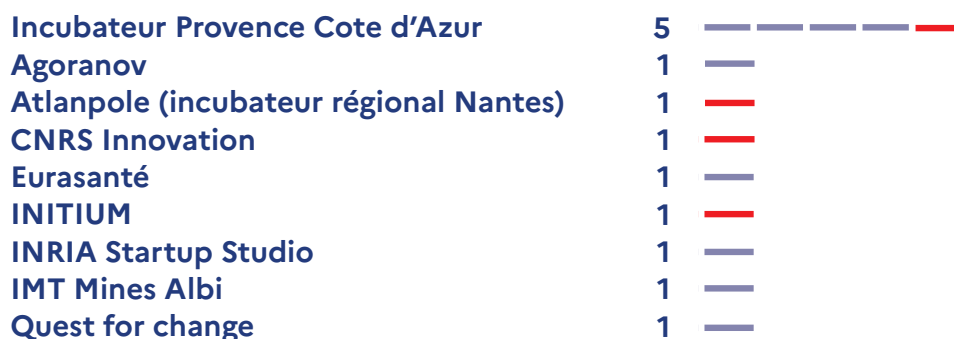 Incubateur Provence Cote d’Azur 5
Agoranov 1
Atlanpole (incubateur régional Nantes) 1
CNRS Innovation 1
Eurasanté 1
INITIUM 1
INRIA Startup Studio 1
IMT Mines Albi 1
Quest for change 1